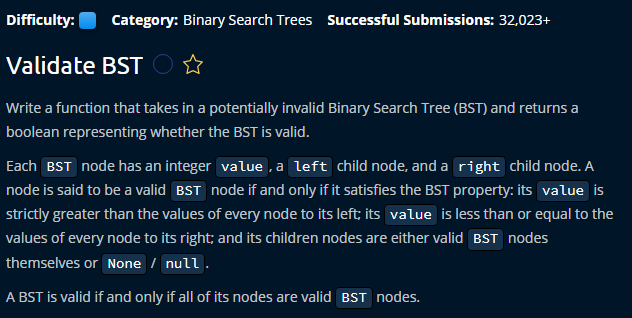 Difficulty: Category: Binary Search Trees Successful Submissions: 32,023+
Validate BST
Write a function that takes in a potentially invalid Binary Search Tree (BST) and returns a
boolean representing whether the BST is valid.
Each BST node has an integer value , a left child node, and a right child node. A
node is said to be a valid BST node if and only if it satisfies the BST property: its value is
strictly greater than the values of every node to its left; its value is less than or equal to the
values of every node to its right; and its children nodes are either valid BST nodes
themselves or None / null .
A BST is valid if and only if all of its nodes are valid BST nodes.